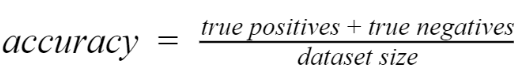 accuracy = true positives + true negatives
dataset size